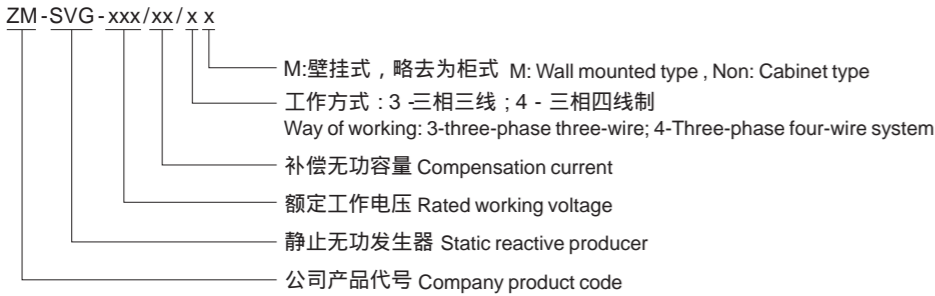 ZM-SVG-xxx/xx/x x
M:壁挂式，略去为柜式 M: Wall mounted type , Non: Cabinet type
工作方式：3 -三相三线；4 - 三相四线制
Way of working: 3-three-phase three-wire; 4-Three-phase four-wire system
补偿无功容量 Compensation current
额定工作电压 Rated working voltage
静止无功发生器 Static reactive producer
公司产品代号 Company product code